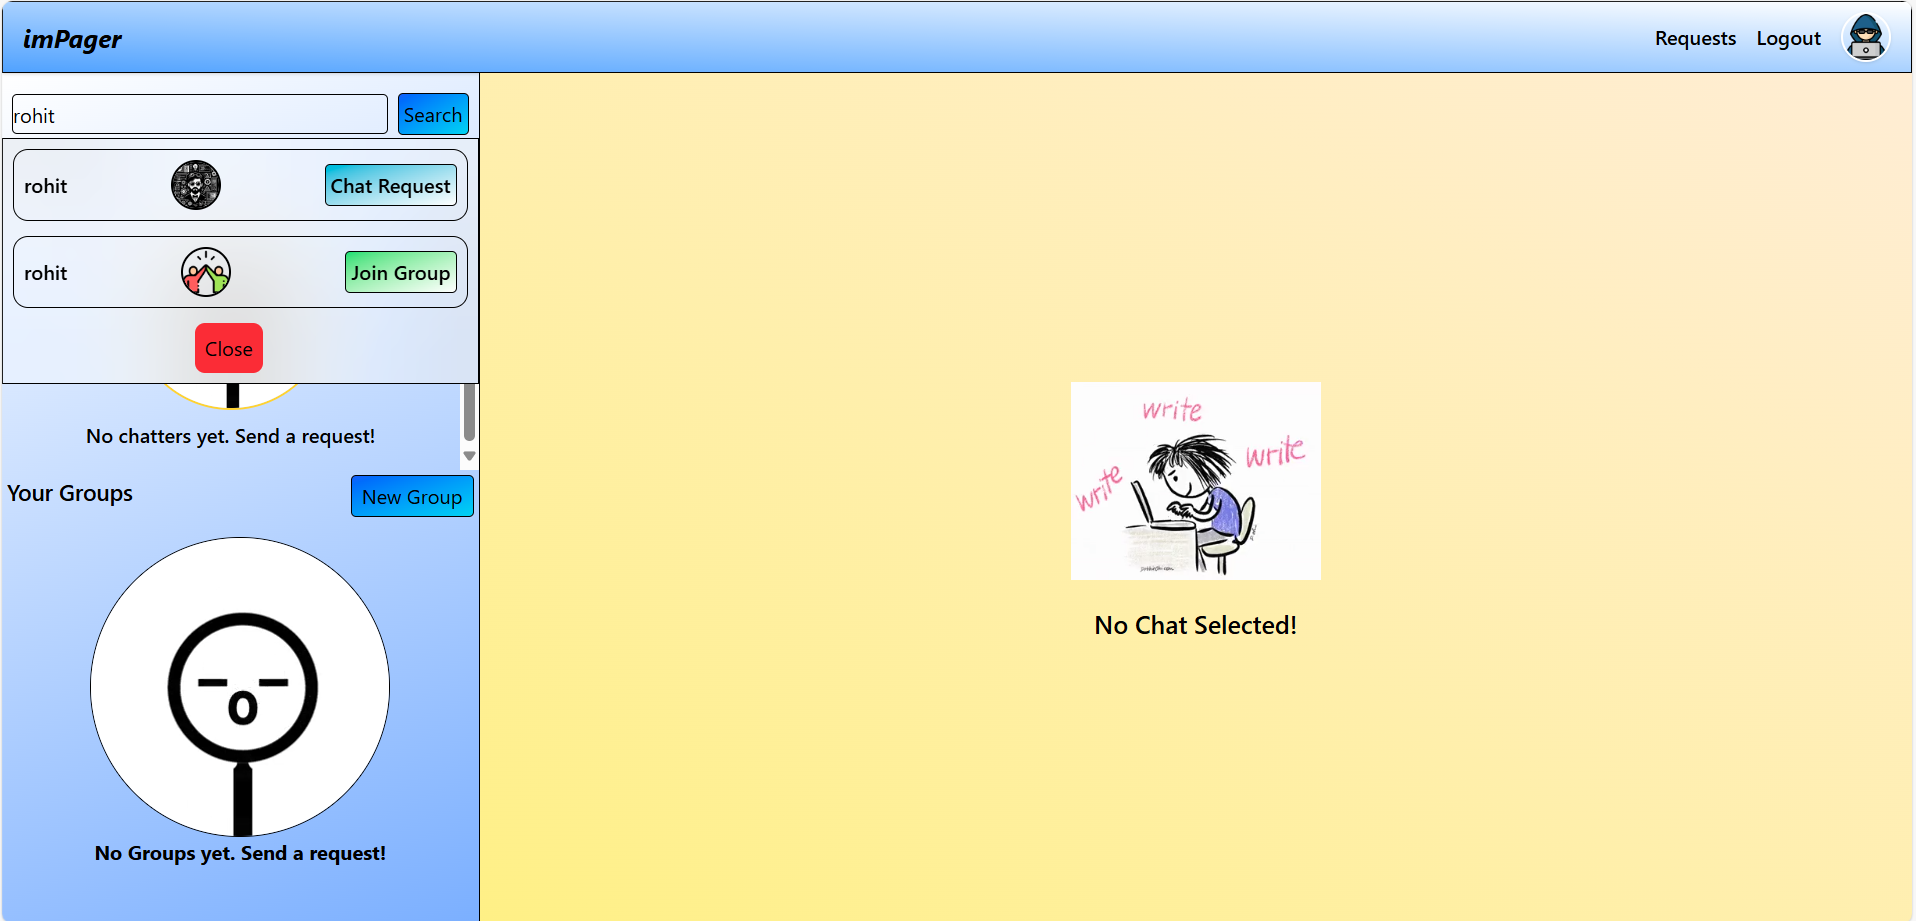 imPager
Requests Logout
rohit Search
rohit Chat Request
rohit Join Group
Close
No chatters yet. Send a request!
Your Groups New Group
No Groups yet. Send a request!
write
write
write
No Chat Selected!